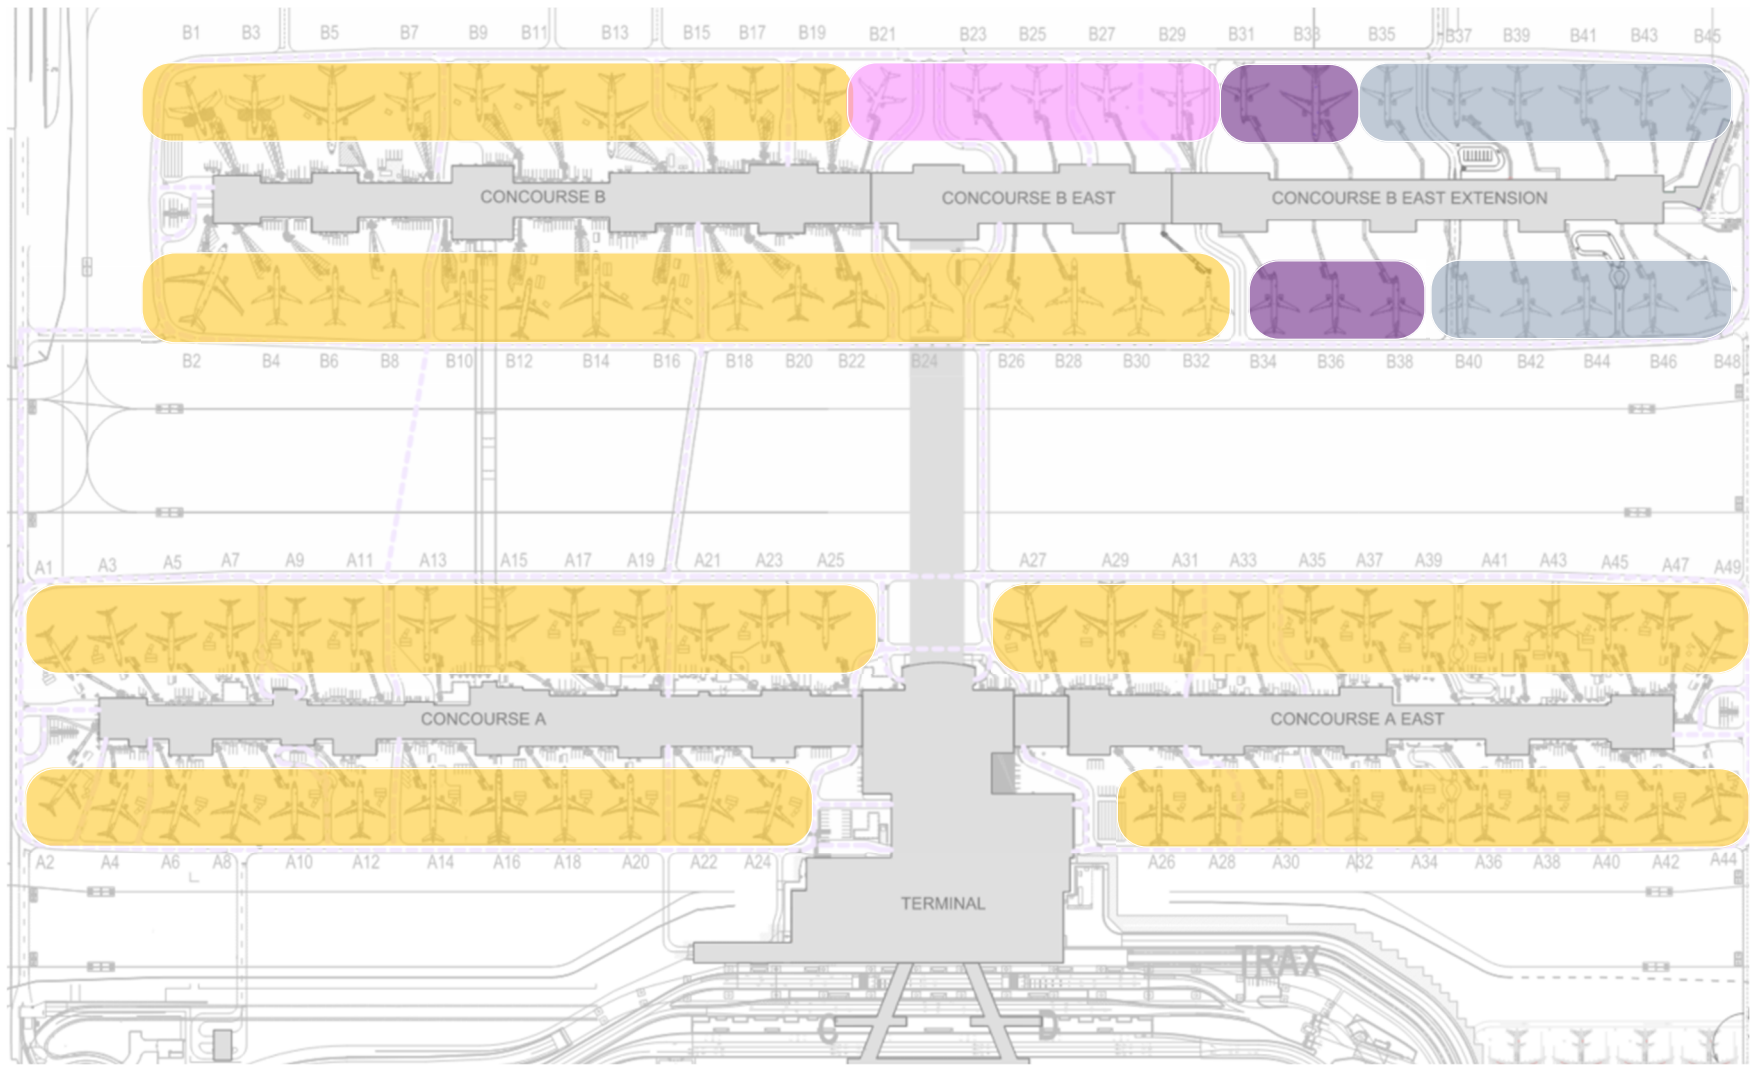 B1 B3 B5 B7 B9 B11 B13 B15 B17 B19 B21 B23 B25 B27 B29 B31 B33 B35 B37 B39 B41 B43 B45
CONCOURSE B CONCOURSE B EAST CONCOURSE B EAST EXTENSION
B2 B4 B6 B8 B10 B12 B14 B16 B18 B20 B22 B24 B26 B28 B30 B32 B34 B36 B38 B40 B42 B44 B46 B48
A1 A3 A5 A7 A9 A11 A13 A15 A17 A19 A21 A23 A25 A27 A29 A31 A33 A35 A37 A39 A41 A43 A45 A47 A49
CONCOURSE A CONCOURSE A EAST
A2 A4 A6 A8 A10 A12 A14 A16 A18 A20 A22 A24 A26 A28 A30 A32 A34 A36 A38 A40 A42 A44
TERMINAL
TRAX